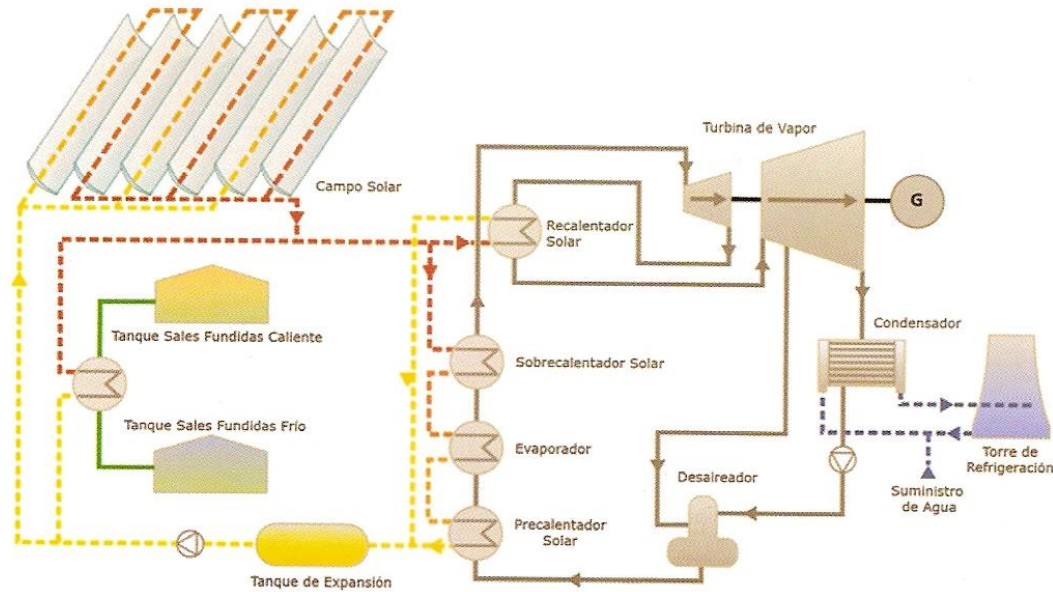 Turbina de Vapor
Campo Solar
G
Recalentador
Solar
Tanque Sales Fundidas Caliente
Condensador
Sobrecalentador Solar
Tanque Sales Fundidas Frío
Evaporador
Torre de
Refrigeración
Desaireador
Suministro
de Agua
Precalentador
Solar
Tanque de Expansión